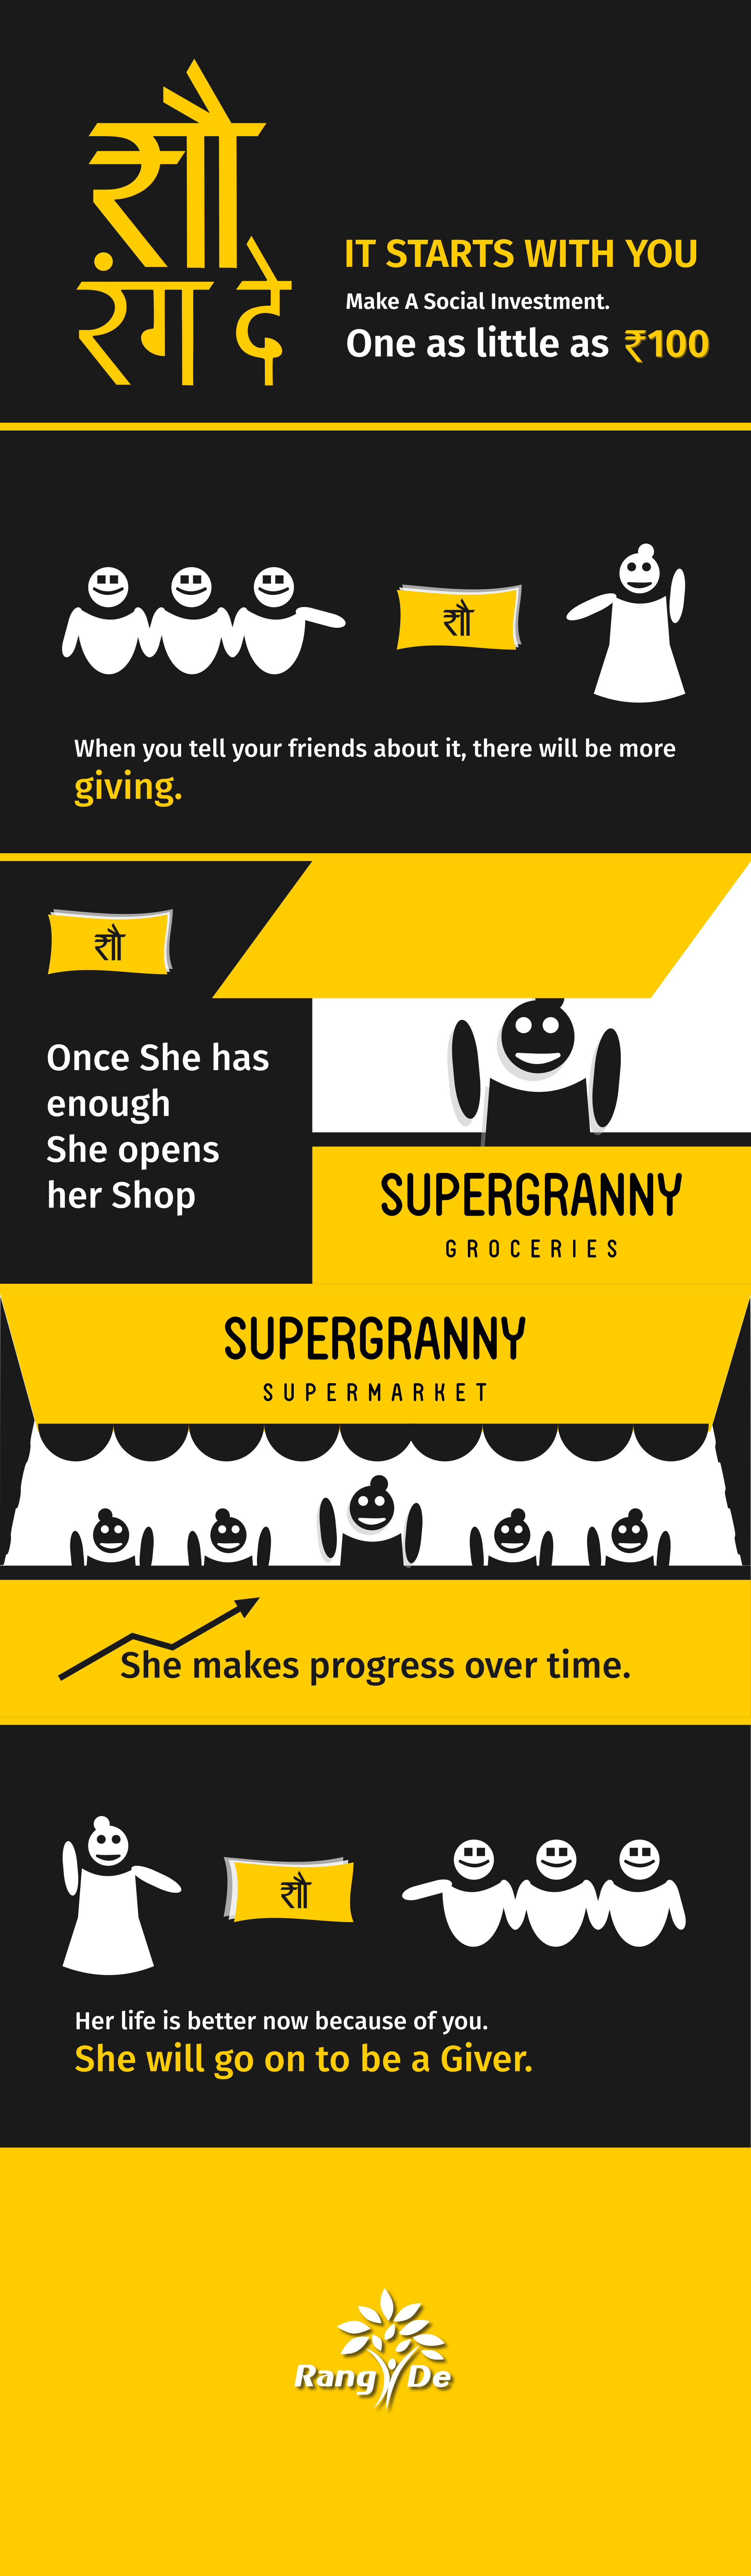 सौ
रंग दे
IT STARTS WITH YOU
Make A Social Investment.
One as little as ₹100
सौ
When you tell your friends about it, there will be more
giving.
सौ
Once She has
enough
She opens
her Shop
SUPERGRANNY
GROCERIES
SUPERGRANNY
SUPERMARKET
She makes progress over time.
सौ
Her life is better now because of you.
She will go on to be a Giver.
Rang De